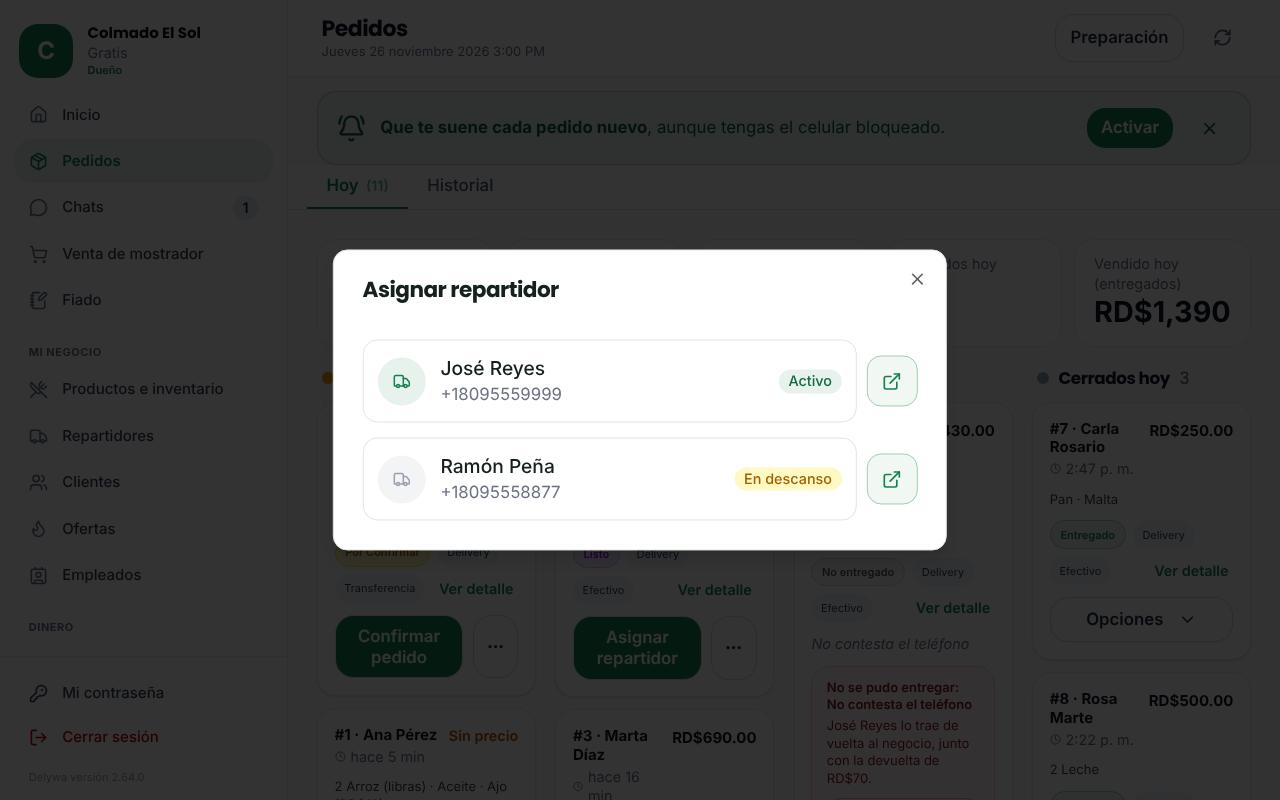 C
Colmado El Sol
Gratis
Dueño
Inicio
Pedidos
Chats
1
Venta de mostrador
Fiado
MI NEGOCIO
Productos e inventario
Repartidores
Clientes
Ofertas
Empleados
DINERO
Mi contraseña
Cerrar sesión
Delywa versión 2.64.0
Pedidos
Jueves 26 noviembre 2026 3:00 PM
Preparación
Que te suene cada pedido nuevo, aunque tengas el celular bloqueado.
Activar
Hoy (11)
Historial
hoy
Vendido hoy
(entregados)
RD$1,390
Asignar repartidor
José Reyes
+18095559999
Activo
Ramón Peña
+18095558877
En descanso
Por Confirmar
Delivery
Transferencia
Ver detalle
Confirmar
pedido
#1 · Ana Pérez
Sin precio
hace 5 min
2 Arroz (libras) · Aceite · Ajo
Listo
Delivery
Efectivo
Ver detalle
Asignar
repartidor
#3 · Marta
Díaz
RD$690.00
hace 16
min
430.00
No entregado
Delivery
Efectivo
Ver detalle
No contesta el teléfono
No se pudo entregar:
No contesta el teléfono
José Reyes lo trae de
vuelta al negocio, junto
con la devuelta de
RD$70.
Cerrados hoy 3
#7 · Carla
Rosario
RD$250.00
2:47 p. m.
Pan · Malta
Entregado
Delivery
Efectivo
Ver detalle
Opciones
#8 · Rosa
Marte
RD$500.00
2:22 p. m.
2 Leche